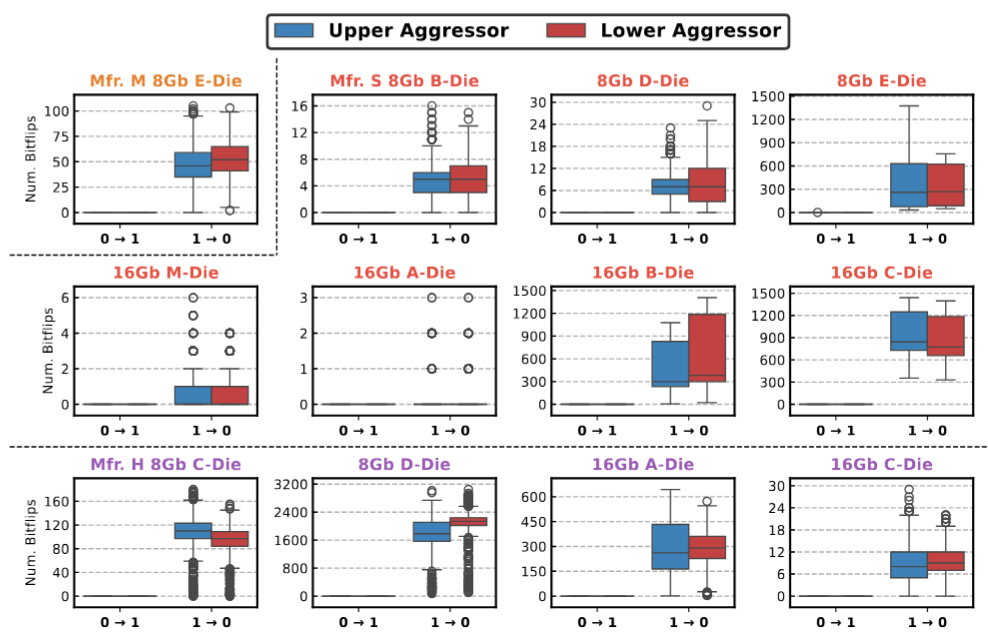 Upper Aggressor Lower Aggressor
Mfr. M 8Gb E-Die
Num. Bitflips
100
75
50
25
0
0 → 1 1 → 0
Mfr. S 8Gb B-Die
16
12
8
4
0
0 → 1 1 → 0
8Gb D-Die
30
24
18
12
6
0
0 → 1 1 → 0
8Gb E-Die
1500
1200
900
600
300
0
0 → 1 1 → 0
16Gb M-Die
Num. Bitflips
6
4
2
0
0 → 1 1 → 0
16Gb A-Die
3
2
1
0
0 → 1 1 → 0
16Gb B-Die
1500
1200
900
600
300
0
0 → 1 1 → 0
16Gb C-Die
1500
1200
900
600
300
0
0 → 1 1 → 0
Mfr. H 8Gb C-Die
Num. Bitflips
160
120
80
40
0
0 → 1 1 → 0
8Gb D-Die
3200
2400
1600
800
0
0 → 1 1 → 0
16Gb A-Die
600
450
300
150
0
0 → 1 1 → 0
16Gb C-Die
30
24
18
12
6
0
0 → 1 1 → 0